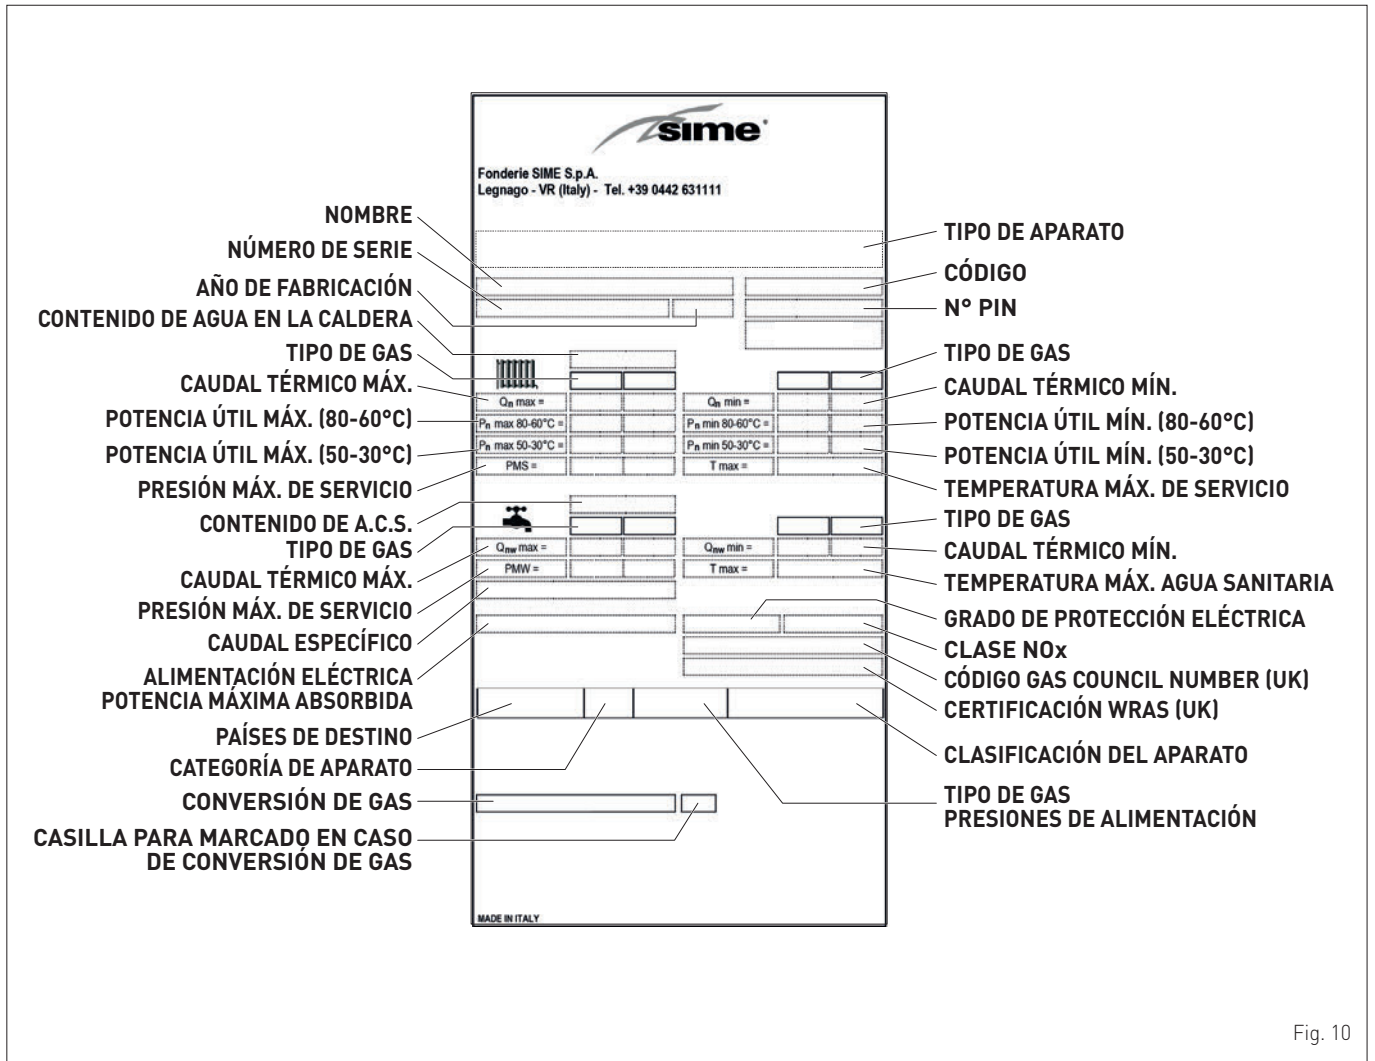 sime®
Fonderie SIME S.p.A.
Legnago - VR (Italy) - Tel. +39 0442 631111
NOMBRE
NÚMERO DE SERIE
AÑO DE FABRICACIÓN
CONTENIDO DE AGUA EN LA CALDERA
TIPO DE GAS
CAUDAL TÉRMICO MÁX.
POTENCIA ÚTIL MÁX. (80-60°C)
POTENCIA ÚTIL MÁX. (50-30°C)
PRESIÓN MÁX. DE SERVICIO
CONTENIDO DE A.C.S.
TIPO DE GAS
CAUDAL TÉRMICO MÁX.
PRESIÓN MÁX. DE SERVICIO
CAUDAL ESPECÍFICO
ALIMENTACIÓN ELÉCTRICA
POTENCIA MÁXIMA ABSORBIDA
PAÍSES DE DESTINO
CATEGORÍA DE APARATO
CONVERSIÓN DE GAS
CASILLA PARA MARCADO EN CASO
DE CONVERSIÓN DE GAS
Qn max =
Qn min =
Pn max 80-60°C =
Pn min 80-60°C =
Pn max 50-30°C =
Pn min 50-30°C =
PMS =
T max =
Qnw max =
Qnw min =
PMW =
T max =
MADE IN ITALY
TIPO DE APARATO
CÓDIGO
N° PIN
TIPO DE GAS
CAUDAL TÉRMICO MÍN.
POTENCIA ÚTIL MÍN. (80-60°C)
POTENCIA ÚTIL MÍN. (50-30°C)
TEMPERATURA MÁX. DE SERVICIO
TIPO DE GAS
CAUDAL TÉRMICO MÍN.
TEMPERATURA MÁX. AGUA SANITARIA
GRADO DE PROTECCIÓN ELÉCTRICA
CLASE NOx
CÓDIGO GAS COUNCIL NUMBER (UK)
CERTIFICACIÓN WRAS (UK)
CLASIFICACIÓN DEL APARATO
TIPO DE GAS
PRESIONES DE ALIMENTACIÓN
Fig. 10